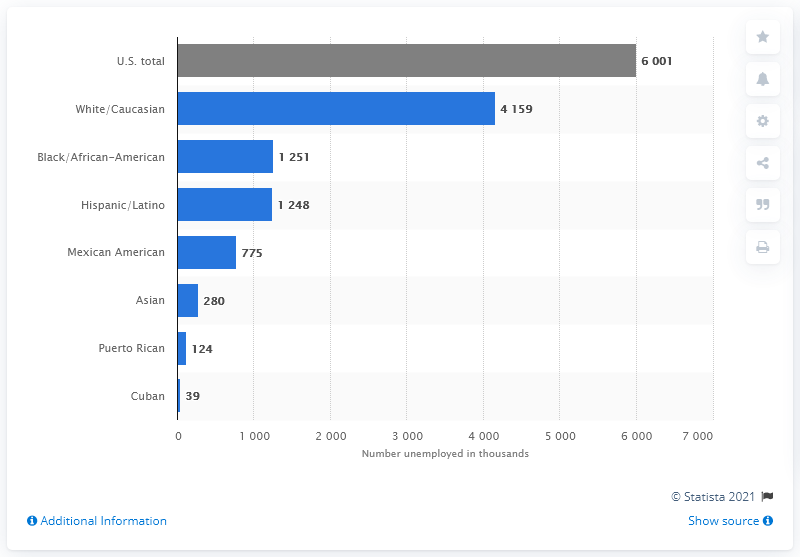 U.S. total 6 001
White/Caucasian 4 159
Black/African-American 1 251
Hispanic/Latino 1 248
Mexican American 775
Asian 280
Puerto Rican 124
Cuban 39
0 1 000 2 000 3 000 4 000 5 000 6 000 7 000
Number unemployed in thousands
© Statista 2021
Additional Information Show source